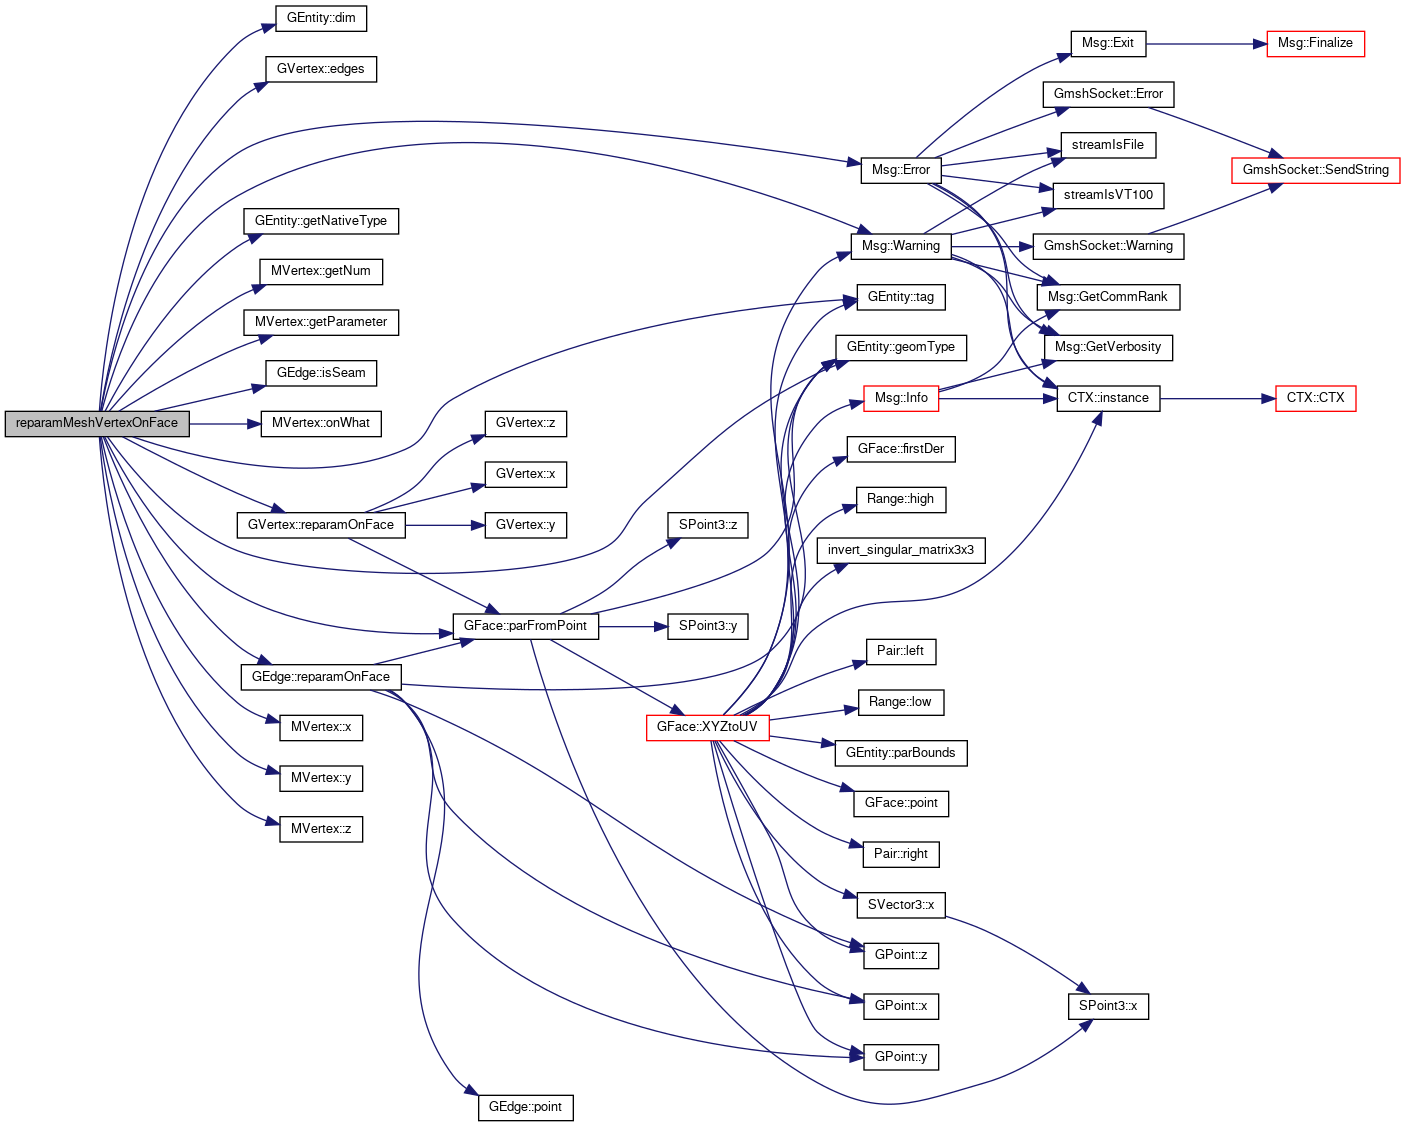 GEntity::dim
GVertex::edges
GEntity::getNativeType
MVertex::getNum
MVertex::getParameter
GEdge::isSeam
reparamMeshVertexOnFace
MVertex::onWhat
GVertex::reparamOnFace
GEdge::reparamOnFace
MVertex::x
MVertex::y
MVertex::z
GVertex::z
GVertex::x
GVertex::y
GFace::parFromPoint
GEdge::point
SPoint3::z
SPoint3::y
GFace::XYZtoUV
Msg::Error
Msg::Warning
GEntity::tag
GEntity::geomType
Msg::Info
GFace::firstDer
Range::high
invert_singular_matrix3x3
Pair::left
Range::low
GEntity::parBounds
GFace::point
Pair::right
SVector3::x
GPoint::z
GPoint::x
GPoint::y
Msg::Exit
GmshSocket::Error
streamIsFile
streamIsVT100
GmshSocket::Warning
Msg::GetCommRank
Msg::GetVerbosity
CTX::instance
SPoint3::x
Msg::Finalize
GmshSocket::SendString
CTX::CTX